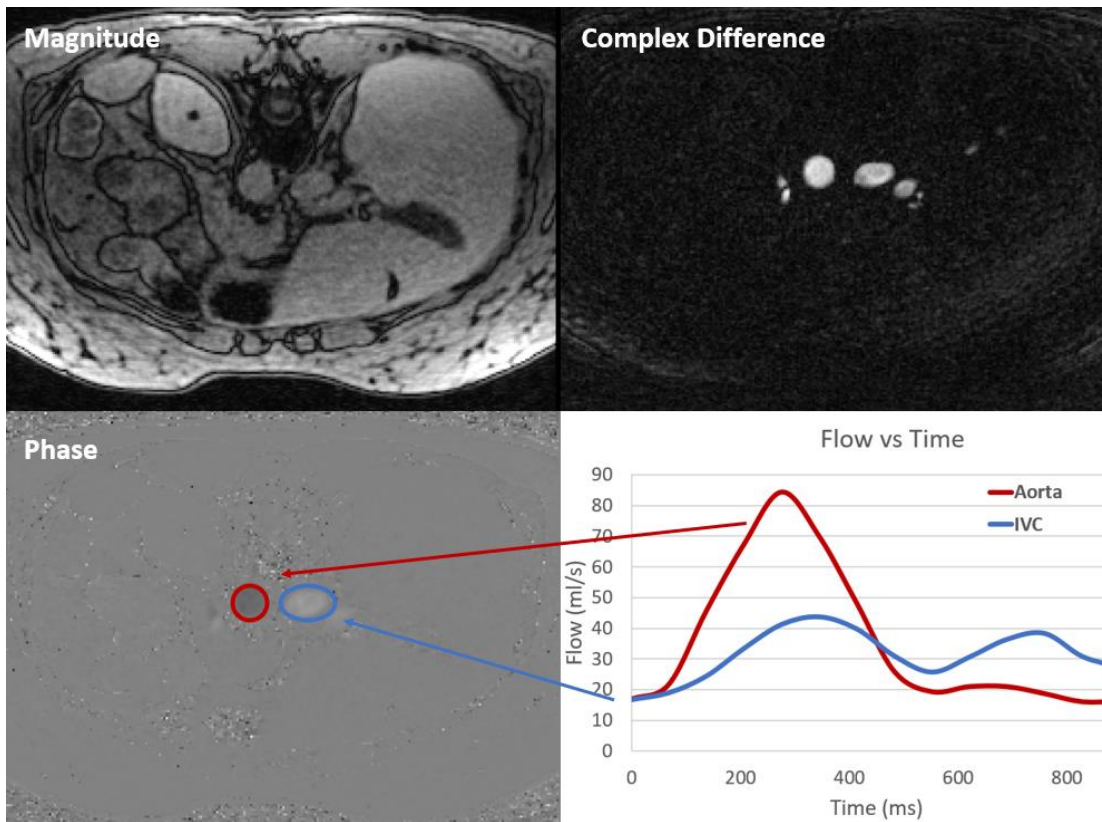 Magnitude
Complex Difference
Phase
Flow vs Time
90
80
70
60
50
40
30
20
10
0
Flow (ml/s)
Aorta
IVC
0
200
400
600
800
Time (ms)